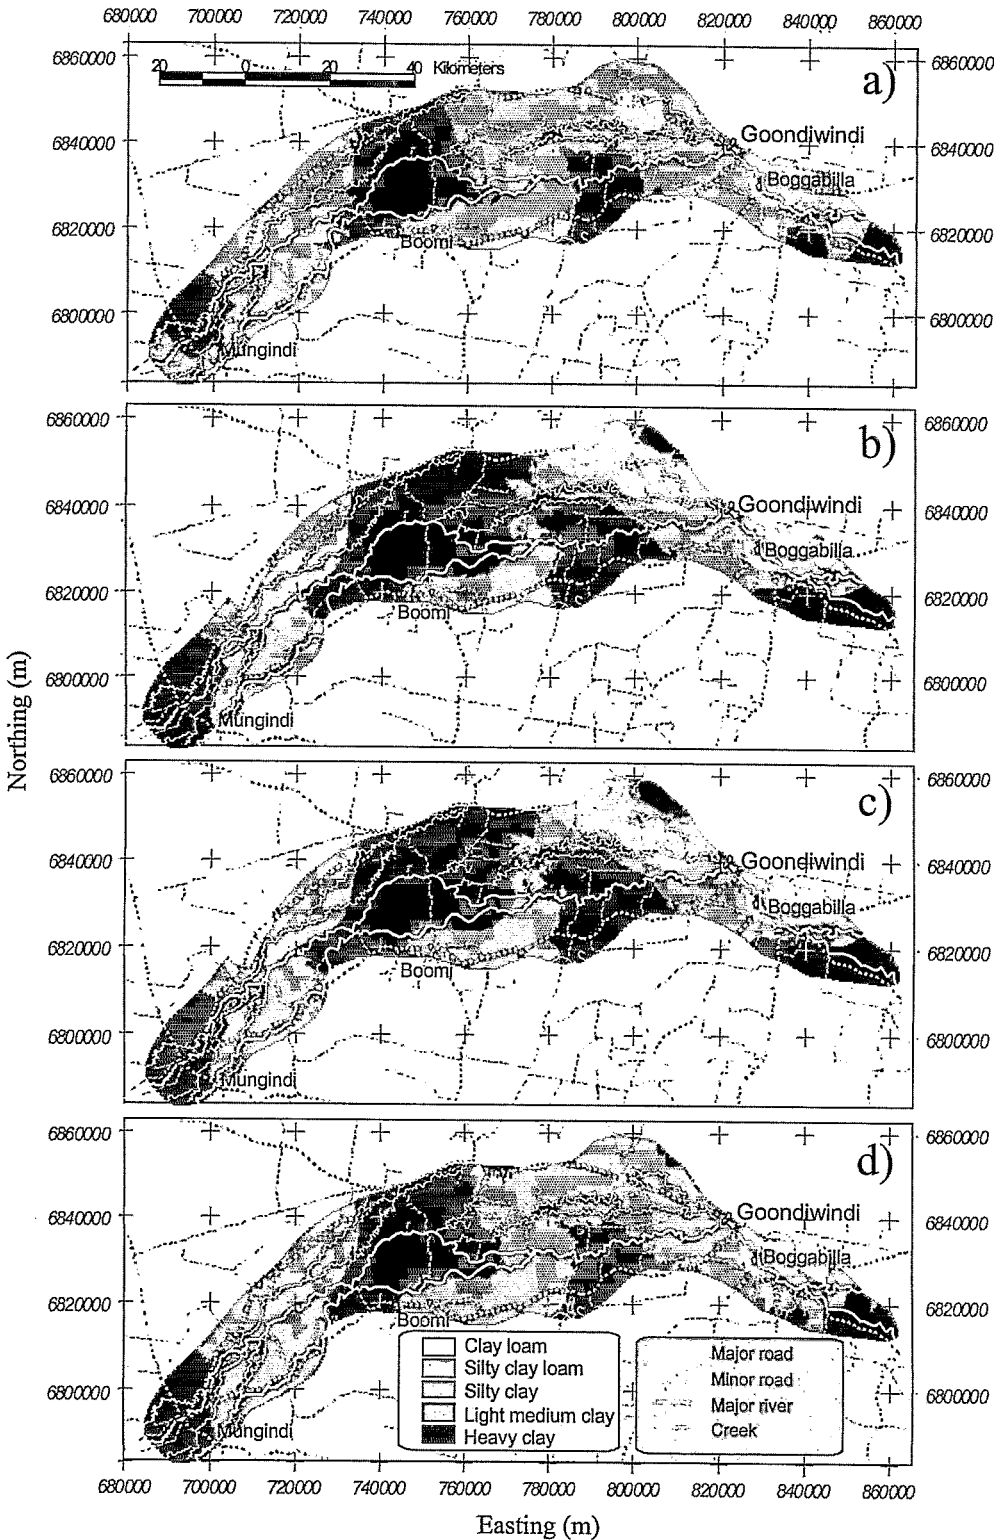 680000 700000 720000 740000 760000 780000 800000 820000 840000 860000
6860000 20 0 20 40 Kilometers a) 6860000
6840000 Goondiwindi 6840000
Boggabilla
6820000 Boomi 6820000
6800000 6800000
Mungindi
6860000 b) 6860000
6840000 Goondiwindi 6840000
Boggabilla
6820000 Boomi 6820000
6800000 6800000
Mungindi
Northing (m)
6860000 c) 6860000
6840000 Goondiwindi 6840000
Boggabilla
6820000 6820000
Boomi
6800000 6800000
Mungindi
6860000 d) 6860000
6840000 Goondiwindi 6840000
Boggabilla
6820000 Boomi 6820000
Clay loam
Silty clay loam
Silty clay
Light medium clay
Heavy clay
Major road
Minor road
Major river
Creek
6800000 6800000
Mungindi
680000 700000 720000 740000 760000 780000 800000 820000 840000 860000
Easting (m)